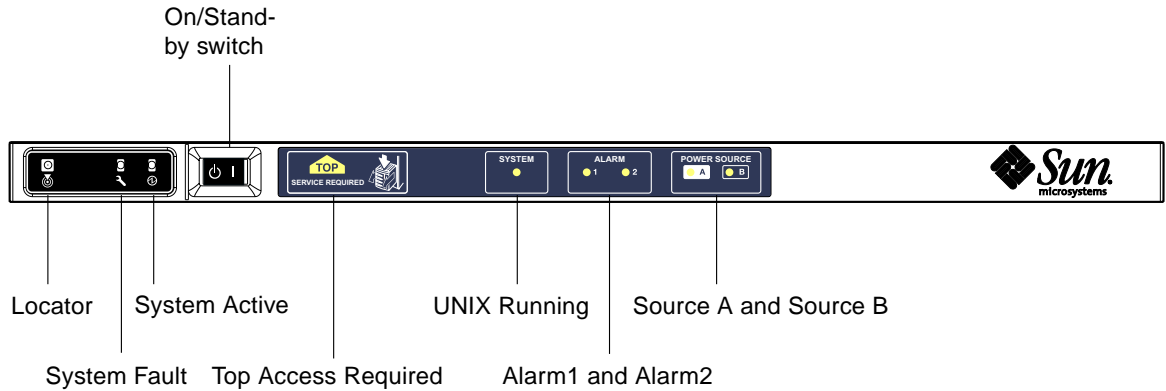 On/Stand-
by switch
TOP
SERVICE REQUIRED
SYSTEM
ALARM
1 2
POWER SOURCE
A B
Sun.
microsystems
Locator
System Active
UNIX Running
Source A and Source B
System Fault
Top Access Required
Alarm1 and Alarm2